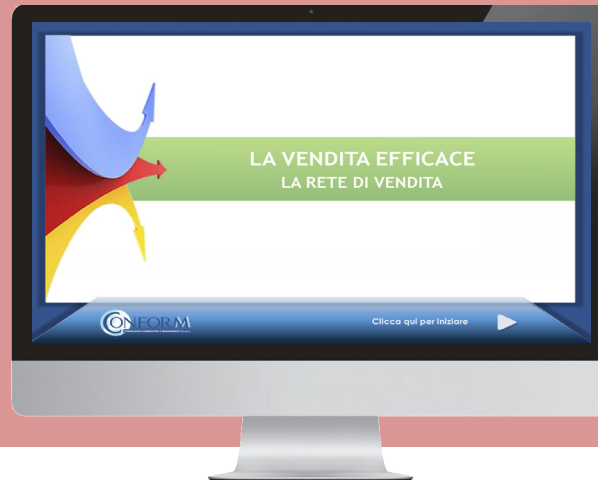 LA VENDITA EFFICACE
LA RETE DI VENDITA
CONFORM
Clicca qui per iniziare